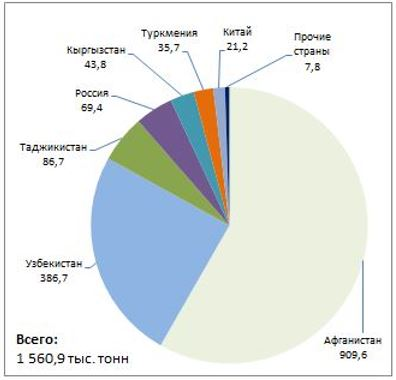 Китай
21,2
Прочие
страны
7,8
Туркмения
35,7
Кыргызстан
43,8
Россия
69,4
Таджикистан
86,7
Узбекистан
386,7
Афганистан
909,6
Всего:
1 560,9 тыс. тонн